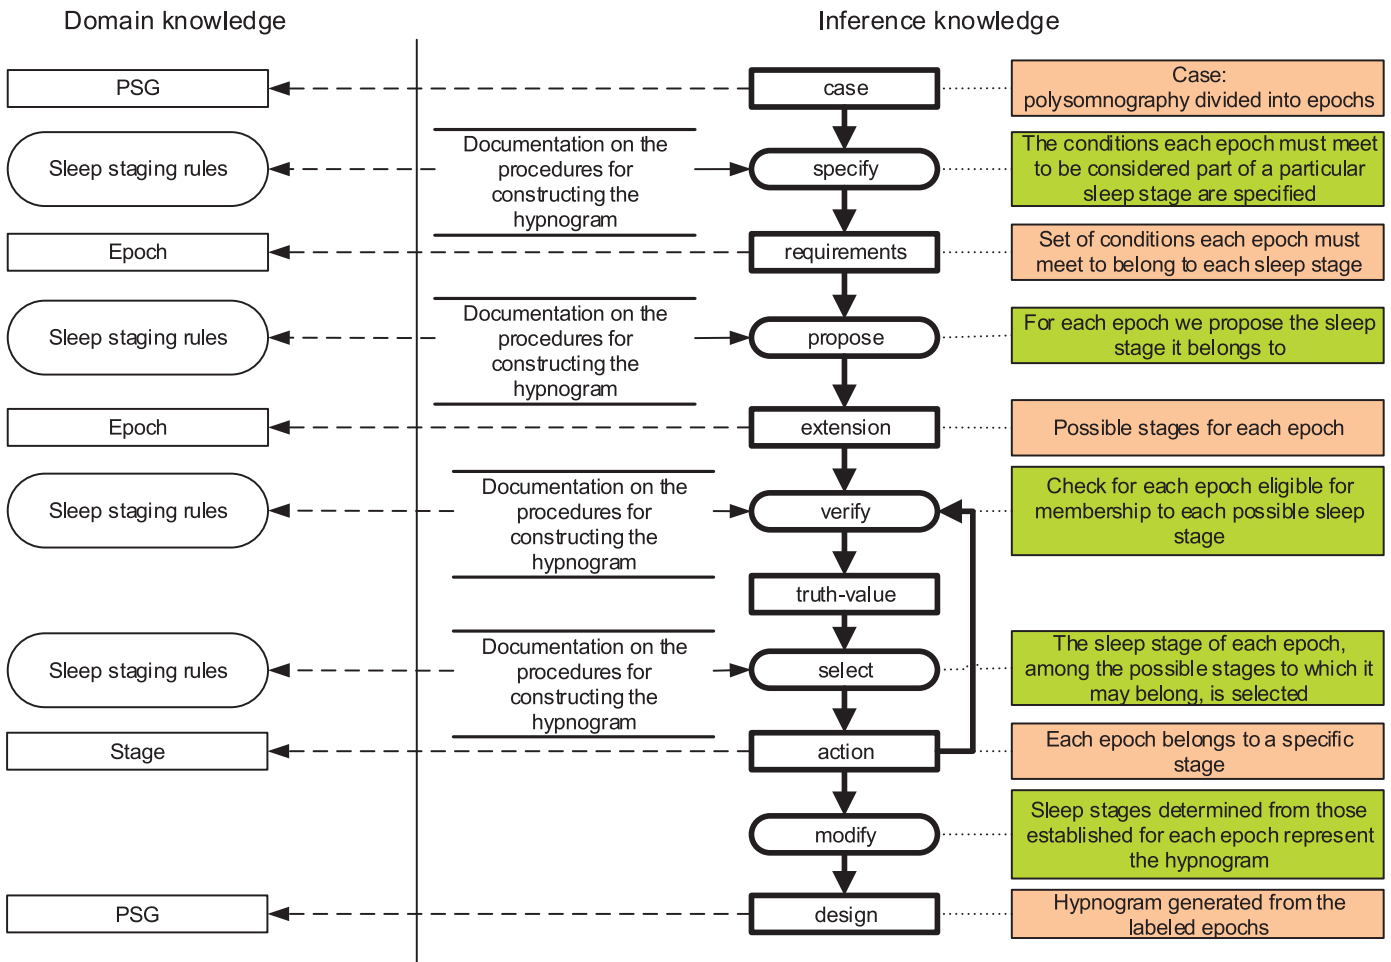 Domain knowledge
Inference knowledge
PSG
case
Case:
polysomnography divided into epochs
Sleep staging rules
Documentation on the
procedures for
constructing the
hypnogram
specify
The conditions each epoch must meet
to be considered part of a particular
sleep stage are specified
Epoch
requirements
Set of conditions each epoch must
meet to belong to each sleep stage
Sleep staging rules
Documentation on the
procedures for
constructing the
hypnogram
propose
For each epoch we propose the sleep
stage it belongs to
Epoch
extension
Possible stages for each epoch
Sleep staging rules
Documentation on the
procedures for
constructing the
hypnogram
verify
Check for each epoch eligible for
membership to each possible sleep
stage
truth-value
Sleep staging rules
Documentation on the
procedures for
constructing the
hypnogram
select
The sleep stage of each epoch,
among the possible stages to which it
may belong, is selected
Stage
action
Each epoch belongs to a specific
stage
modify
Sleep stages determined from those
established for each epoch represent
the hypnogram
PSG
design
Hypnogram generated from the
labeled epochs